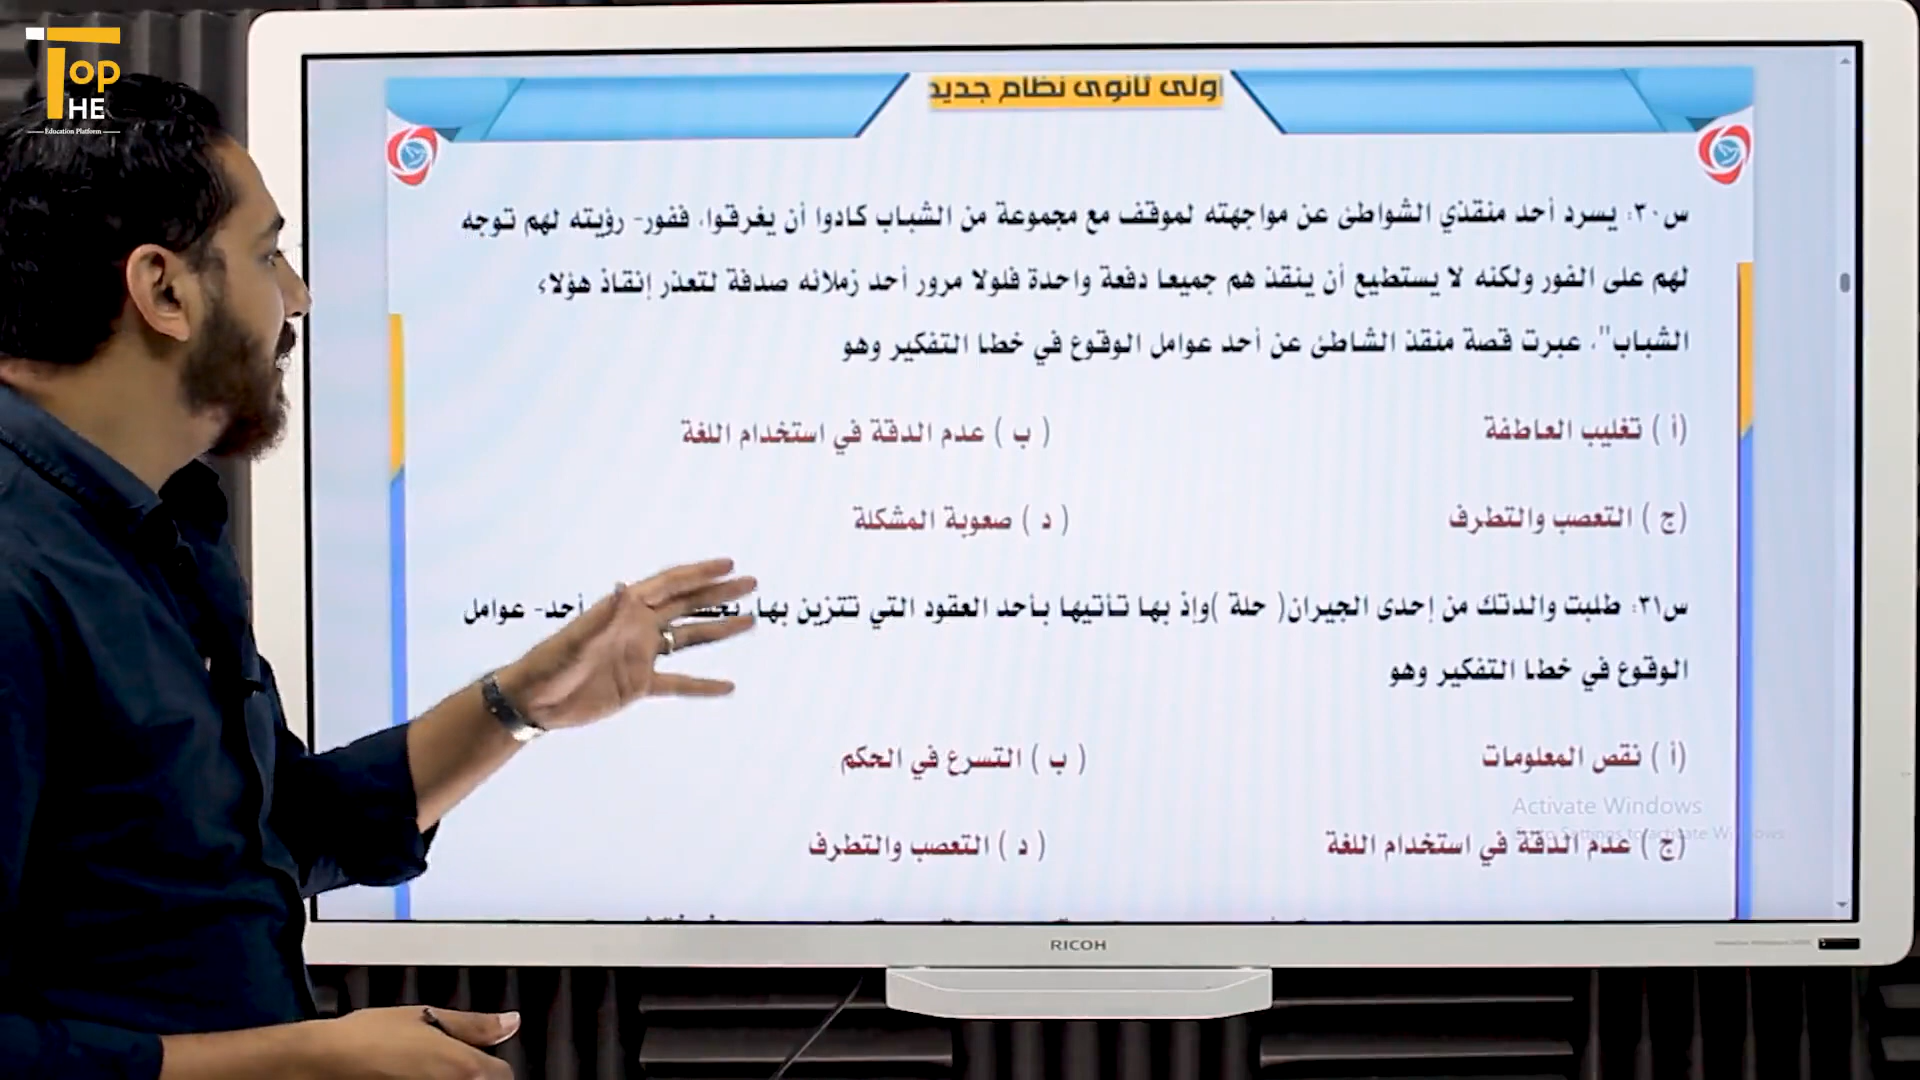 TOP
THE
Education Platform
اولى ثانوى نظام جديد
س٣٠: يسرد أحد منقذي الشواطئ عن مواجهته لموقف مع مجموعة من الشباب كادوا أن يغرقوا، ففور- رؤيته لهم توجه
لهم على الفور ولكنه لا يستطيع أن ينقذ هم جميعا دفعة واحدة فلولا مرور أحد زملائه صدفة لتعذر إنقاذ هؤلاء
الشباب". عبرت قصة منقذ الشاطئ عن أحد عوامل الوقوع في خطا التفكير وهو
(أ ) تغليب العاطفة
( ب ) عدم الدقة في استخدام اللغة
(ج ) التعصب والتطرف
( د ) صعوبة المشكلة
س٣١: طلبت والدتك من إحدى الجيران( حلة )وإذ بها تأتيها بأحد العقود التي تتزين بها، أحد- عوامل
الوقوع في خطا التفكير وهو
(أ ) نقص المعلومات
( ب ) التسرع في الحكم
Activate Windows
(ج ) عدم الدقة في استخدام اللغة
( د ) التعصب والتطرف
RICOH